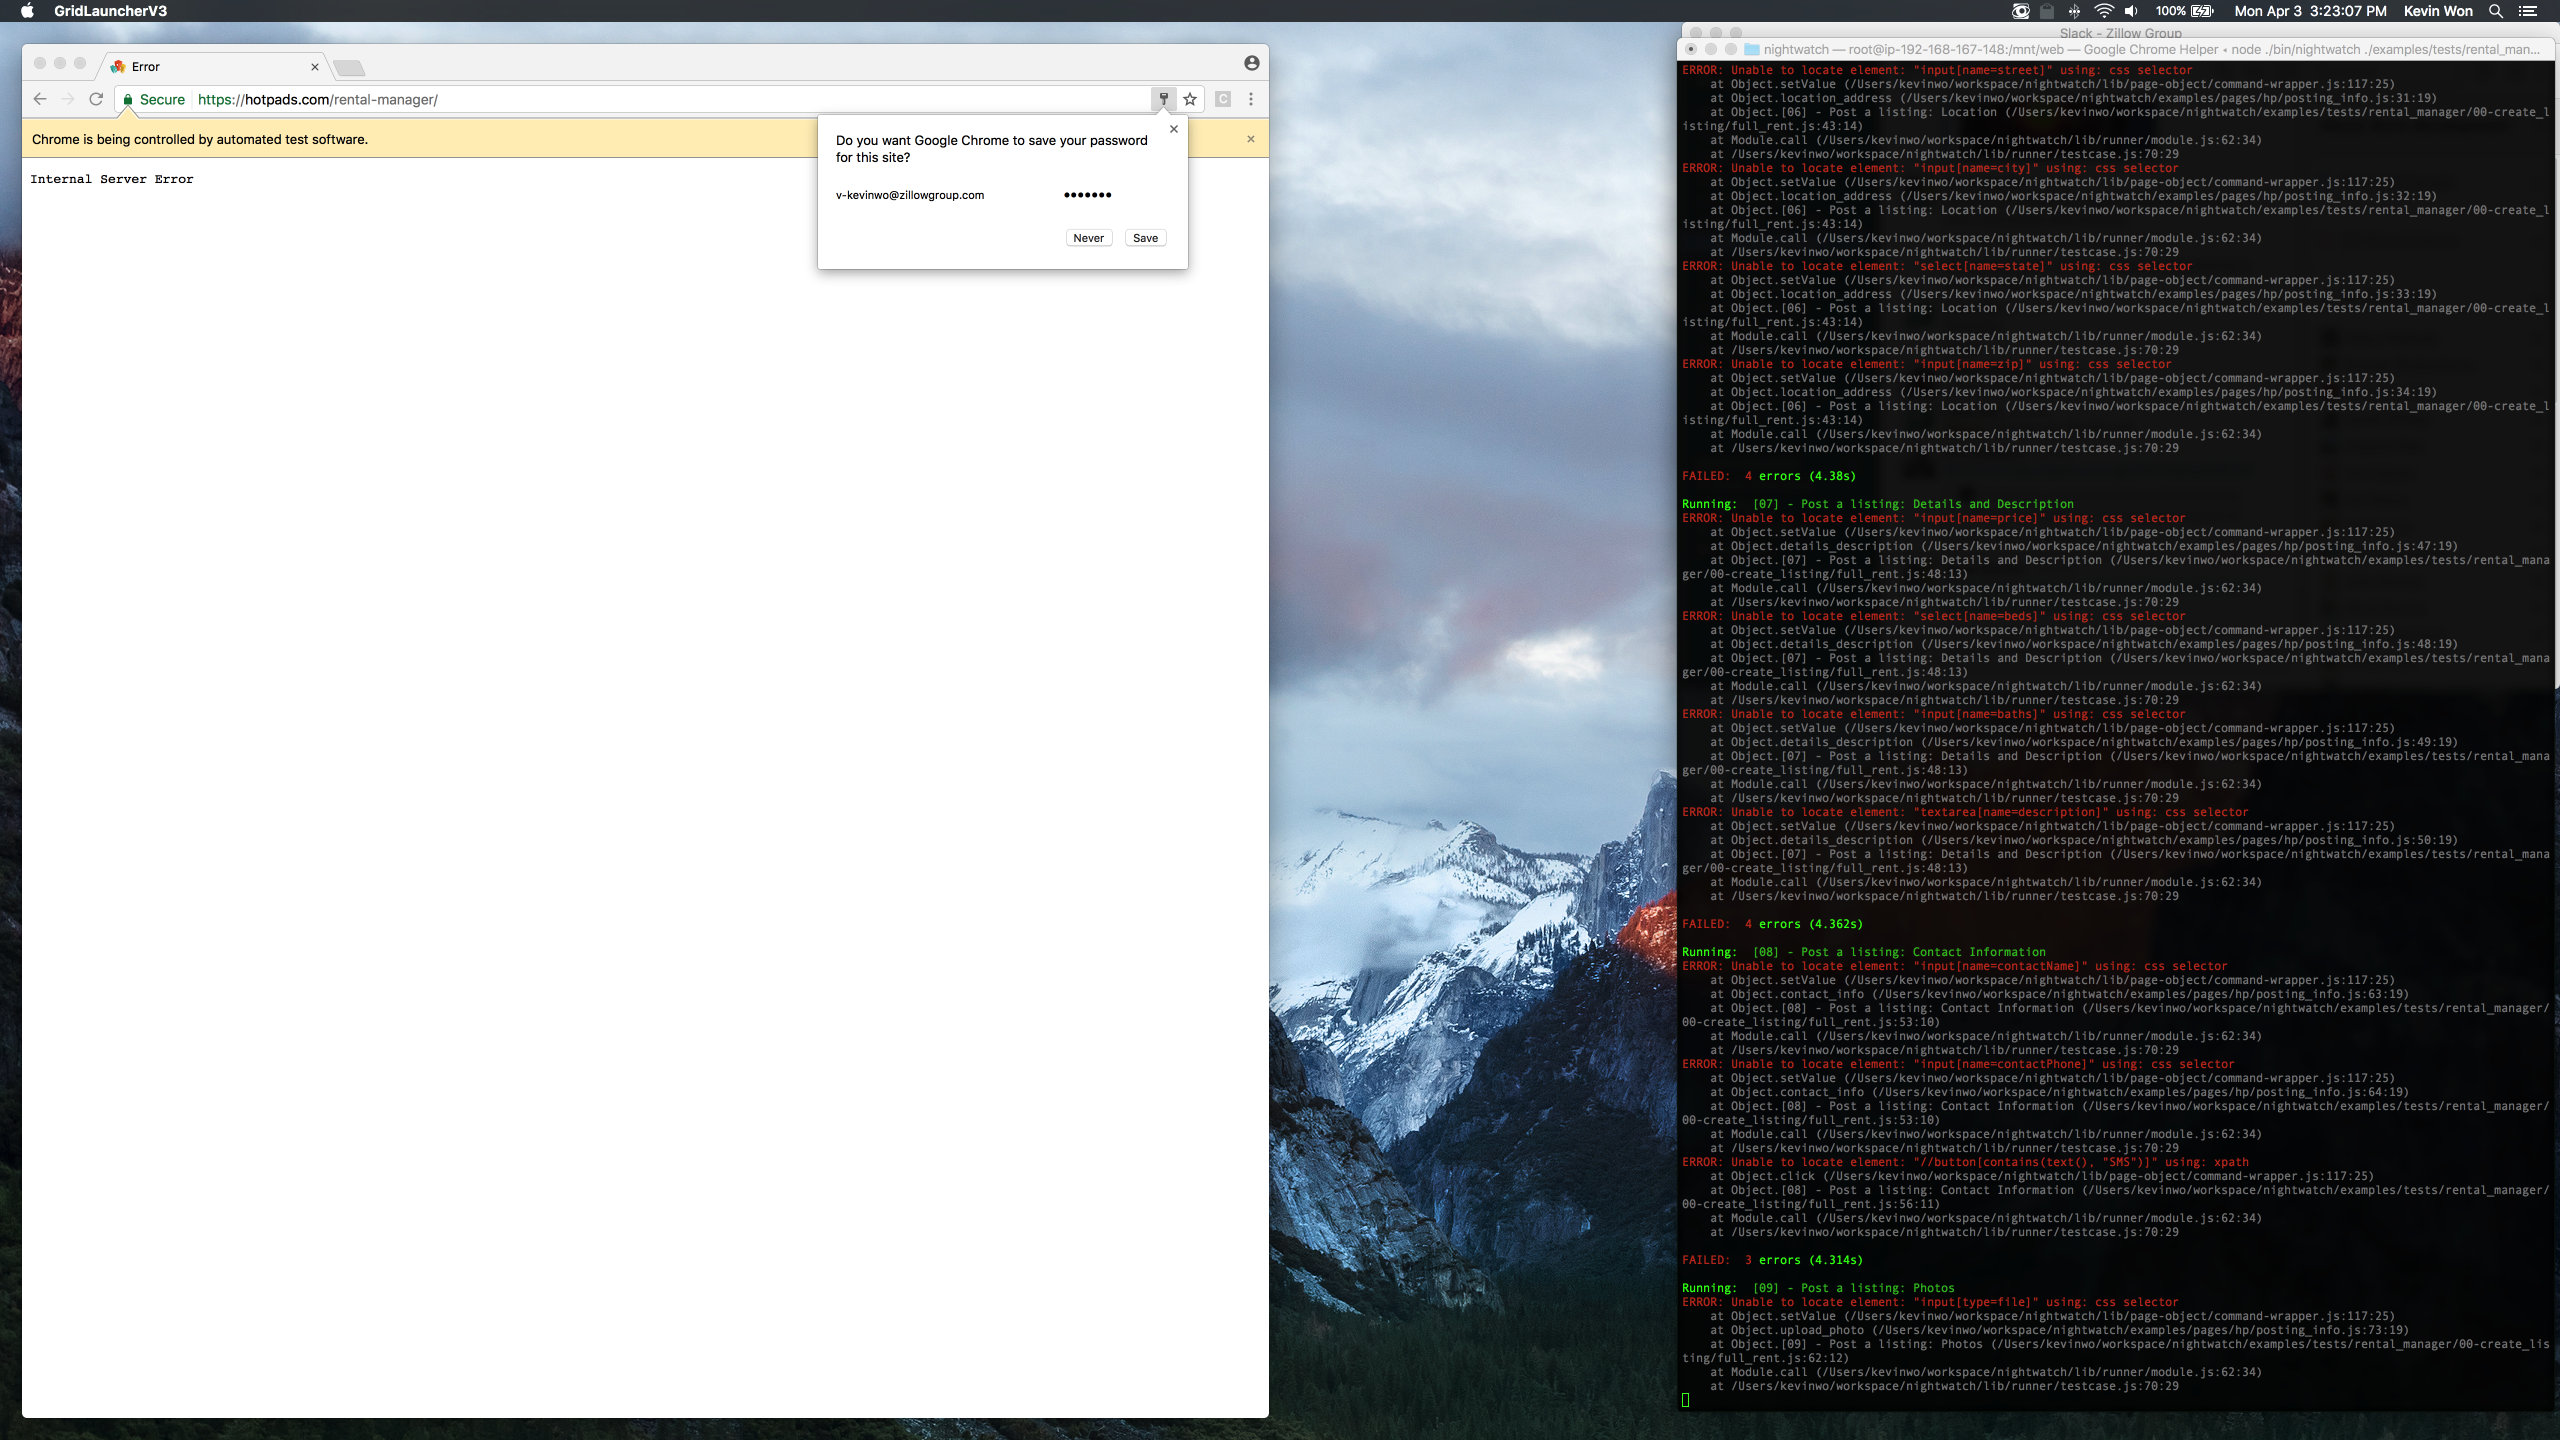 GridLauncherV3
100%
Mon Apr 3 3:23:07 PM
Kevin Won
Error
Secure
https://hotpads.com/rental-manager/
Chrome is being controlled by automated test software.
Internal Server Error
Do you want Google Chrome to save your password
for this site?
v-kevinwo@zillowgroup.com
•••••••
Never
Save
Slack - Zillow Group
nightwatch — root@ip-192-168-167-148:/mnt/web — Google Chrome Helper ◂ node ./bin/nightwatch ./examples/tests/rental_man...
ERROR: Unable to locate element: "input[name=street]" using: css selector
at Object.setValue (/Users/kevinwo/workspace/nightwatch/lib/page-object/command-wrapper.js:117:25)
at Object.location_address (/Users/kevinwo/workspace/nightwatch/examples/pages/hp/posting_info.js:31:19)
at Object.[06] - Post a listing: Location (/Users/kevinwo/workspace/nightwatch/examples/tests/rental_manager/00-create_l
isting/full_rent.js:43:14)
at Module.call (/Users/kevinwo/workspace/nightwatch/lib/runner/module.js:62:34)
at /Users/kevinwo/workspace/nightwatch/lib/runner/testcase.js:70:29
ERROR: Unable to locate element: "input[name=city]" using: css selector
at Object.setValue (/Users/kevinwo/workspace/nightwatch/lib/page-object/command-wrapper.js:117:25)
at Object.location_address (/Users/kevinwo/workspace/nightwatch/examples/pages/hp/posting_info.js:32:19)
at Object.[06] - Post a listing: Location (/Users/kevinwo/workspace/nightwatch/examples/tests/rental_manager/00-create_l
isting/full_rent.js:43:14)
at Module.call (/Users/kevinwo/workspace/nightwatch/lib/runner/module.js:62:34)
at /Users/kevinwo/workspace/nightwatch/lib/runner/testcase.js:70:29
ERROR: Unable to locate element: "select[name=state]" using: css selector
at Object.setValue (/Users/kevinwo/workspace/nightwatch/lib/page-object/command-wrapper.js:117:25)
at Object.location_address (/Users/kevinwo/workspace/nightwatch/examples/pages/hp/posting_info.js:33:19)
at Object.[06] - Post a listing: Location (/Users/kevinwo/workspace/nightwatch/examples/tests/rental_manager/00-create_l
isting/full_rent.js:43:14)
at Module.call (/Users/kevinwo/workspace/nightwatch/lib/runner/module.js:62:34)
at /Users/kevinwo/workspace/nightwatch/lib/runner/testcase.js:70:29
ERROR: Unable to locate element: "input[name=zip]" using: css selector
at Object.setValue (/Users/kevinwo/workspace/nightwatch/lib/page-object/command-wrapper.js:117:25)
at Object.location_address (/Users/kevinwo/workspace/nightwatch/examples/pages/hp/posting_info.js:34:19)
at Object.[06] - Post a listing: Location (/Users/kevinwo/workspace/nightwatch/examples/tests/rental_manager/00-create_l
isting/full_rent.js:43:14)
at Module.call (/Users/kevinwo/workspace/nightwatch/lib/runner/module.js:62:34)
at /Users/kevinwo/workspace/nightwatch/lib/runner/testcase.js:70:29
FAILED: 4 errors (4.38s)
Running: [07] - Post a listing: Details and Description
ERROR: Unable to locate element: "input[name=price]" using: css selector
at Object.setValue (/Users/kevinwo/workspace/nightwatch/lib/page-object/command-wrapper.js:117:25)
at Object.details_description (/Users/kevinwo/workspace/nightwatch/examples/pages/hp/posting_info.js:47:19)
at Object.[07] - Post a listing: Details and Description (/Users/kevinwo/workspace/nightwatch/examples/tests/rental_mana
ger/00-create_listing/full_rent.js:48:13)
at Module.call (/Users/kevinwo/workspace/nightwatch/lib/runner/module.js:62:34)
at /Users/kevinwo/workspace/nightwatch/lib/runner/testcase.js:70:29
ERROR: Unable to locate element: "select[name=beds]" using: css selector
at Object.setValue (/Users/kevinwo/workspace/nightwatch/lib/page-object/command-wrapper.js:117:25)
at Object.details_description (/Users/kevinwo/workspace/nightwatch/examples/pages/hp/posting_info.js:48:19)
at Object.[07] - Post a listing: Details and Description (/Users/kevinwo/workspace/nightwatch/examples/tests/rental_mana
ger/00-create_listing/full_rent.js:48:13)
at Module.call (/Users/kevinwo/workspace/nightwatch/lib/runner/module.js:62:34)
at /Users/kevinwo/workspace/nightwatch/lib/runner/testcase.js:70:29
ERROR: Unable to locate element: "input[name=baths]" using: css selector
at Object.setValue (/Users/kevinwo/workspace/nightwatch/lib/page-object/command-wrapper.js:117:25)
at Object.details_description (/Users/kevinwo/workspace/nightwatch/examples/pages/hp/posting_info.js:49:19)
at Object.[07] - Post a listing: Details and Description (/Users/kevinwo/workspace/nightwatch/examples/tests/rental_mana
ger/00-create_listing/full_rent.js:48:13)
at Module.call (/Users/kevinwo/workspace/nightwatch/lib/runner/module.js:62:34)
at /Users/kevinwo/workspace/nightwatch/lib/runner/testcase.js:70:29
ERROR: Unable to locate element: "textarea[name=description]" using: css selector
at Object.setValue (/Users/kevinwo/workspace/nightwatch/lib/page-object/command-wrapper.js:117:25)
at Object.details_description (/Users/kevinwo/workspace/nightwatch/examples/pages/hp/posting_info.js:50:19)
at Object.[07] - Post a listing: Details and Description (/Users/kevinwo/workspace/nightwatch/examples/tests/rental_mana
ger/00-create_listing/full_rent.js:48:13)
at Module.call (/Users/kevinwo/workspace/nightwatch/lib/runner/module.js:62:34)
at /Users/kevinwo/workspace/nightwatch/lib/runner/testcase.js:70:29
FAILED: 4 errors (4.362s)
Running: [08] - Post a listing: Contact Information
ERROR: Unable to locate element: "input[name=contactName]" using: css selector
at Object.setValue (/Users/kevinwo/workspace/nightwatch/lib/page-object/command-wrapper.js:117:25)
at Object.contact_info (/Users/kevinwo/workspace/nightwatch/examples/pages/hp/posting_info.js:63:19)
at Object.[08] - Post a listing: Contact Information (/Users/kevinwo/workspace/nightwatch/examples/tests/rental_manager/
00-create_listing/full_rent.js:53:10)
at Module.call (/Users/kevinwo/workspace/nightwatch/lib/runner/module.js:62:34)
at /Users/kevinwo/workspace/nightwatch/lib/runner/testcase.js:70:29
ERROR: Unable to locate element: "input[name=contactPhone]" using: css selector
at Object.setValue (/Users/kevinwo/workspace/nightwatch/lib/page-object/command-wrapper.js:117:25)
at Object.contact_info (/Users/kevinwo/workspace/nightwatch/examples/pages/hp/posting_info.js:64:19)
at Object.[08] - Post a listing: Contact Information (/Users/kevinwo/workspace/nightwatch/examples/tests/rental_manager/
00-create_listing/full_rent.js:53:10)
at Module.call (/Users/kevinwo/workspace/nightwatch/lib/runner/module.js:62:34)
at /Users/kevinwo/workspace/nightwatch/lib/runner/testcase.js:70:29
ERROR: Unable to locate element: "//button[contains(text(), "SMS")]" using: xpath
at Object.click (/Users/kevinwo/workspace/nightwatch/lib/page-object/command-wrapper.js:117:25)
at Object.[08] - Post a listing: Contact Information (/Users/kevinwo/workspace/nightwatch/examples/tests/rental_manager/
00-create_listing/full_rent.js:56:11)
at Module.call (/Users/kevinwo/workspace/nightwatch/lib/runner/module.js:62:34)
at /Users/kevinwo/workspace/nightwatch/lib/runner/testcase.js:70:29
FAILED: 3 errors (4.314s)
Running: [09] - Post a listing: Photos
ERROR: Unable to locate element: "input[type=file]" using: css selector
at Object.setValue (/Users/kevinwo/workspace/nightwatch/lib/page-object/command-wrapper.js:117:25)
at Object.upload_photo (/Users/kevinwo/workspace/nightwatch/examples/pages/hp/posting_info.js:73:19)
at Object.[09] - Post a listing: Photos (/Users/kevinwo/workspace/nightwatch/examples/tests/rental_manager/00-create_lis
ting/full_rent.js:62:12)
at Module.call (/Users/kevinwo/workspace/nightwatch/lib/runner/module.js:62:34)
at /Users/kevinwo/workspace/nightwatch/lib/runner/testcase.js:70:29